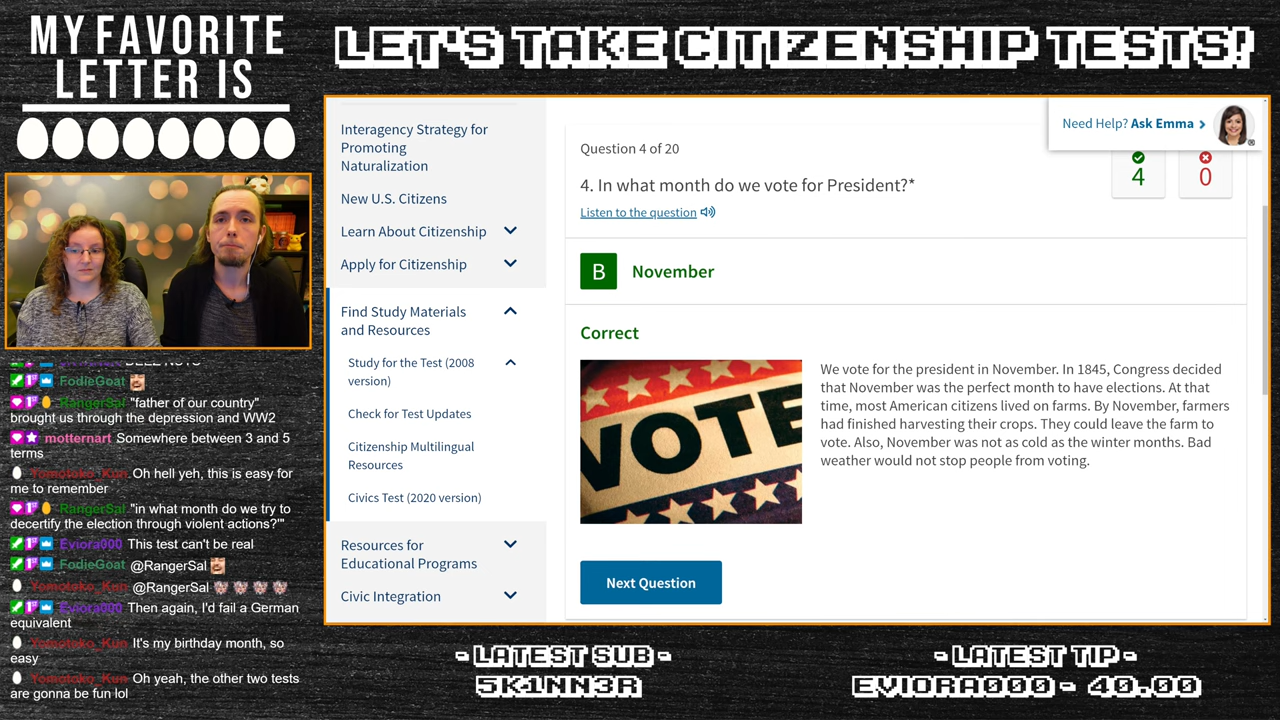 MY FAVORITE
LETTER IS
LET'S TAKE CITIZENSHIP TESTS!
Interagency Strategy for
Promoting
Naturalization
New U.S. Citizens
Learn About Citizenship
Apply for Citizenship
Find Study Materials
and Resources
Study for the Test (2008
version)
Check for Test Updates
Citizenship Multilingual
Resources
Civics Test (2020 version)
Resources for
Educational Programs
Civic Integration
Need Help? Ask Emma
Question 4 of 20
4
0
4. In what month do we vote for President?*
Listen to the question
B November
Correct
VOTE
We vote for the president in November. In 1845, Congress decided
that November was the perfect month to have elections. At that
time, most American citizens lived on farms. By November, farmers
had finished harvesting their crops. They could leave the farm to
vote. Also, November was not as cold as the winter months. Bad
weather would not stop people from voting.
Next Question
FodieGoat
RangerSal "father of our country"
brought us through the depression and WW2
motternart Somewhere between 3 and 5
terms
Yomotoko_Kun Oh hell yeh, this is easy for
me to remember
RangerSal "in what month do we try to
decertify the election through violent actions?'"
Eviora000 This test can't be real
FodieGoat @RangerSal
Yomotoko_Kun @RangerSal
Eviora000 Then again, I'd fail a German
equivalent
Yomotoko_Kun It's my birthday month, so
easy
Yomotoko_Kun Oh yeah, the other two tests
are gonna be fun lol
- LATEST SUB -
5K1NN3R
- LATEST TIP -
EVIORA000 - 40.00